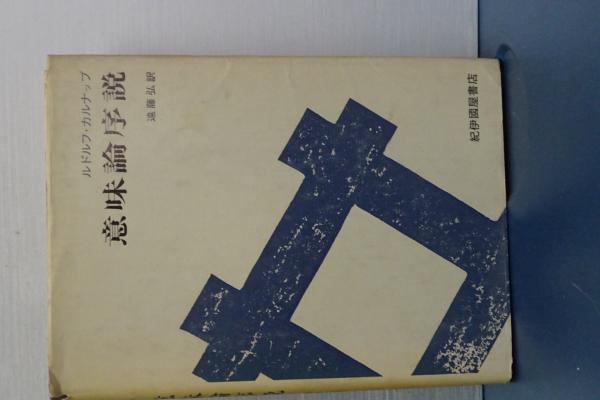 ルドルフ・カルナップ
意味論序説
遠藤弘訳
紀伊國屋書店